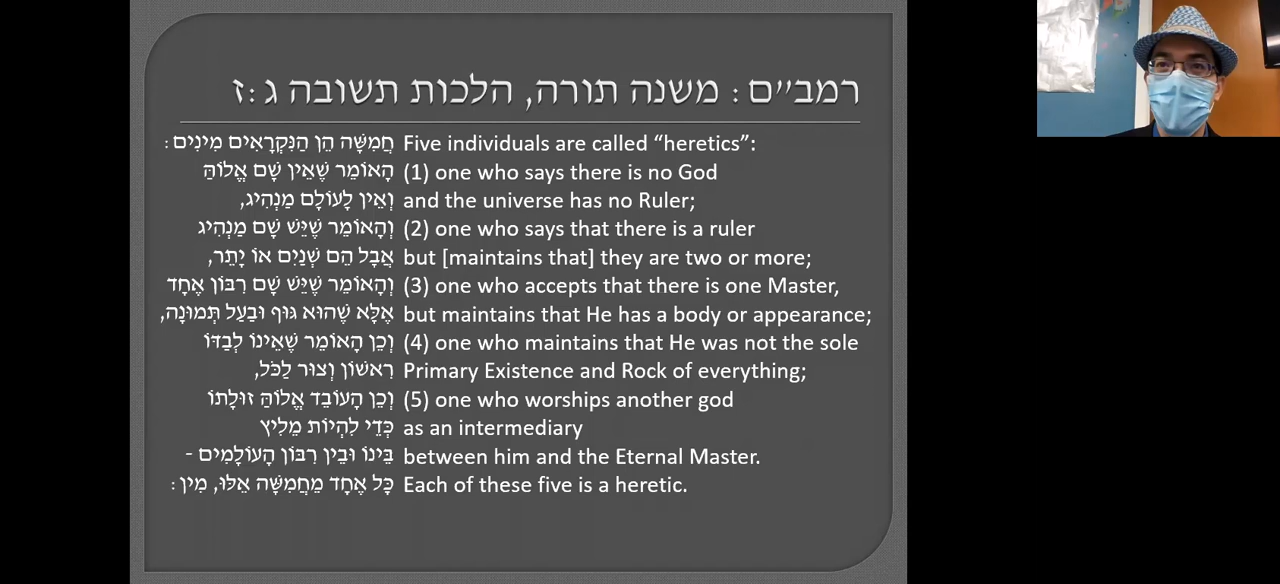 רמב״ם: משנה תורה, הלכות תשובה ג:ז
חֲמִשָּׁה הֵן הַנִּקְרָאִים מִינִים: Five individuals are called “heretics”:
הָאוֹמֵר שֶׁאֵין שָׁם אֱלוֹהַּ (1) one who says there is no God
וְאֵין לָעוֹלָם מַנְהִיג, and the universe has no Ruler;
וְהָאוֹמֵר שֶׁיֵּשׁ שָׁם מַנְהִיג (2) one who says that there is a ruler
אֲבָל הֵם שְׁנַיִם אוֹ יָתֵר, but [maintains that] they are two or more;
וְהָאוֹמֵר שֶׁיֵּשׁ שָׁם רִבּוֹן אֶחָד (3) one who accepts that there is one Master,
אֶלָּא שֶׁהוּא גּוּף וּבַעַל תְּמוּנָה, but maintains that He has a body or appearance;
וְכֵן הָאוֹמֵר שֶׁאֵינוֹ לְבַדּוֹ (4) one who maintains that He was not the sole
רִאשׁוֹן וְצוּר לַכֹּל, Primary Existence and Rock of everything;
וְכֵן הָעוֹבֵד אֱלוֹהַּ זוּלָתוֹ (5) one who worships another god
כְּדֵי לִהְיוֹת מֵלִיץ as an intermediary
בֵּינוֹ וּבֵין רִבּוֹן הָעוֹלָמִים - between him and the Eternal Master.
כָּל אֶחָד מֵחֲמִשָּׁה אֵלּוּ, מִין: Each of these five is a heretic.